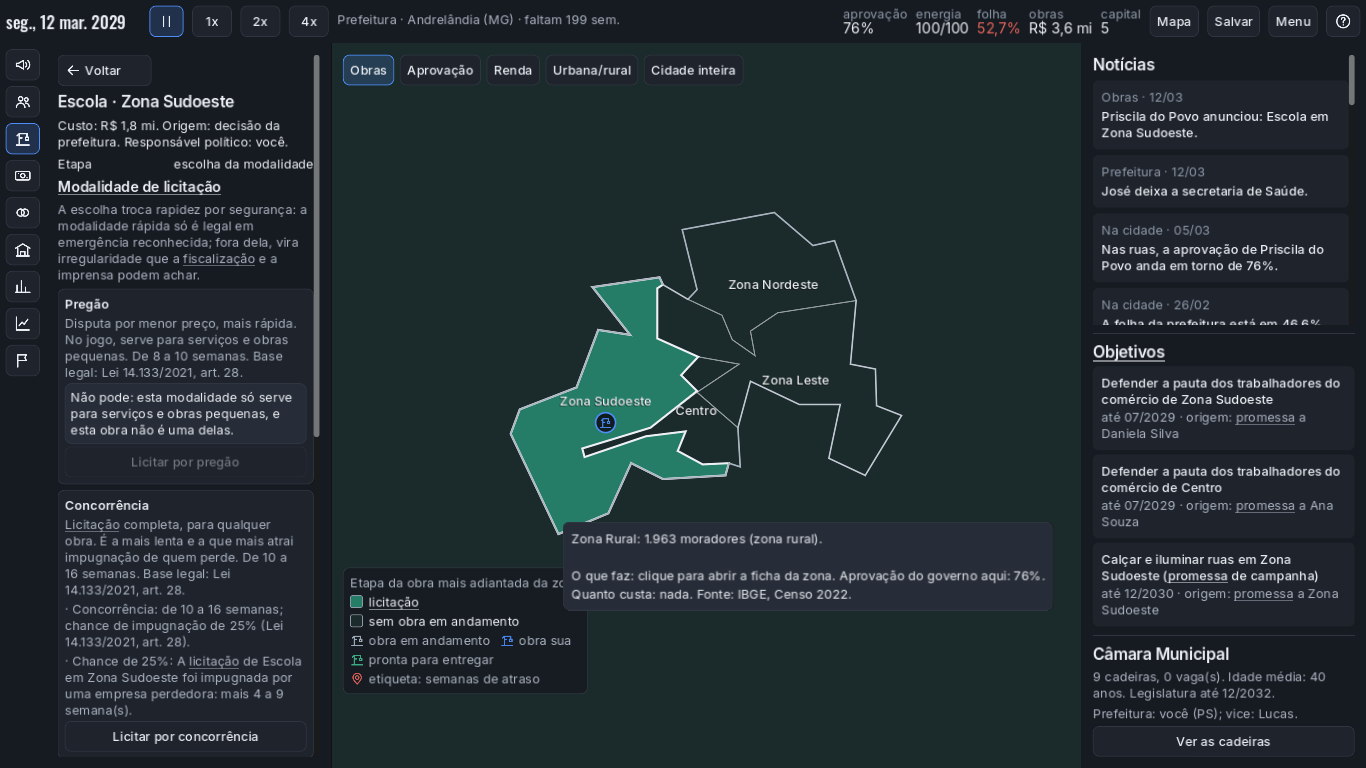 seg., 12 mar. 2029
1x
2x
4x
Prefeitura · Andrelândia (MG) · faltam 199 sem.
aprovação
76%
energia
100/100
folha
52,7%
obras
R$ 3,6 mi
capital
5
Mapa
Salvar
Menu
Voltar
Escola · Zona Sudoeste
Custo: R$ 1,8 mi. Origem: decisão da
prefeitura. Responsável político: você.
Etapa
escolha da modalidade
Modalidade de licitação
A escolha troca rapidez por segurança: a
modalidade rápida só é legal em
emergência reconhecida; fora dela, vira
irregularidade que a fiscalização e a
imprensa podem achar.
Pregão
Disputa por menor preço, mais rápida.
No jogo, serve para serviços e obras
pequenas. De 8 a 10 semanas. Base
legal: Lei 14.133/2021, art. 28.
Não pode: esta modalidade só serve
para serviços e obras pequenas, e
esta obra não é uma delas.
Licitar por pregão
Concorrência
Licitação completa, para qualquer
obra. É a mais lenta e a que mais atrai
impugnação de quem perde. De 10 a
16 semanas. Base legal: Lei
14.133/2021, art. 28.
· Concorrência: de 10 a 16 semanas;
chance de impugnação de 25% (Lei
14.133/2021, art. 28).
· Chance de 25%: A licitação de Escola
em Zona Sudoeste foi impugnada por
uma empresa perdedora: mais 4 a 9
semana(s).
Licitar por concorrência
Obras
Aprovação
Renda
Urbana/rural
Cidade inteira
Zona Nordeste
Zona Leste
Zona Sudoeste
Centro
Zona Rural: 1.963 moradores (zona rural).
O que faz: clique para abrir a ficha da zona. Aprovação do governo aqui: 76%.
Quanto custa: nada. Fonte: IBGE, Censo 2022.
Etapa da obra mais adiantada da zo
licitação
sem obra em andamento
obra em andamento
obra sua
pronta para entregar
etiqueta: semanas de atraso
Notícias
Obras · 12/03
Priscila do Povo anunciou: Escola em
Zona Sudoeste.
Prefeitura · 12/03
José deixa a secretaria de Saúde.
Na cidade · 05/03
Nas ruas, a aprovação de Priscila do
Povo anda em torno de 76%.
Na cidade · 26/02
A folha da prefeitura está em 46,6%
Objetivos
Defender a pauta dos trabalhadores do
comércio de Zona Sudoeste
até 07/2029 · origem: promessa a
Daniela Silva
Defender a pauta dos trabalhadores do
comércio de Centro
até 07/2029 · origem: promessa a Ana
Souza
Calçar e iluminar ruas em Zona
Sudoeste (promessa de campanha)
até 12/2030 · origem: promessa a Zona
Sudoeste
Câmara Municipal
9 cadeiras, 0 vaga(s). Idade média: 40
anos. Legislatura até 12/2032.
Prefeitura: você (PS); vice: Lucas.
Ver as cadeiras